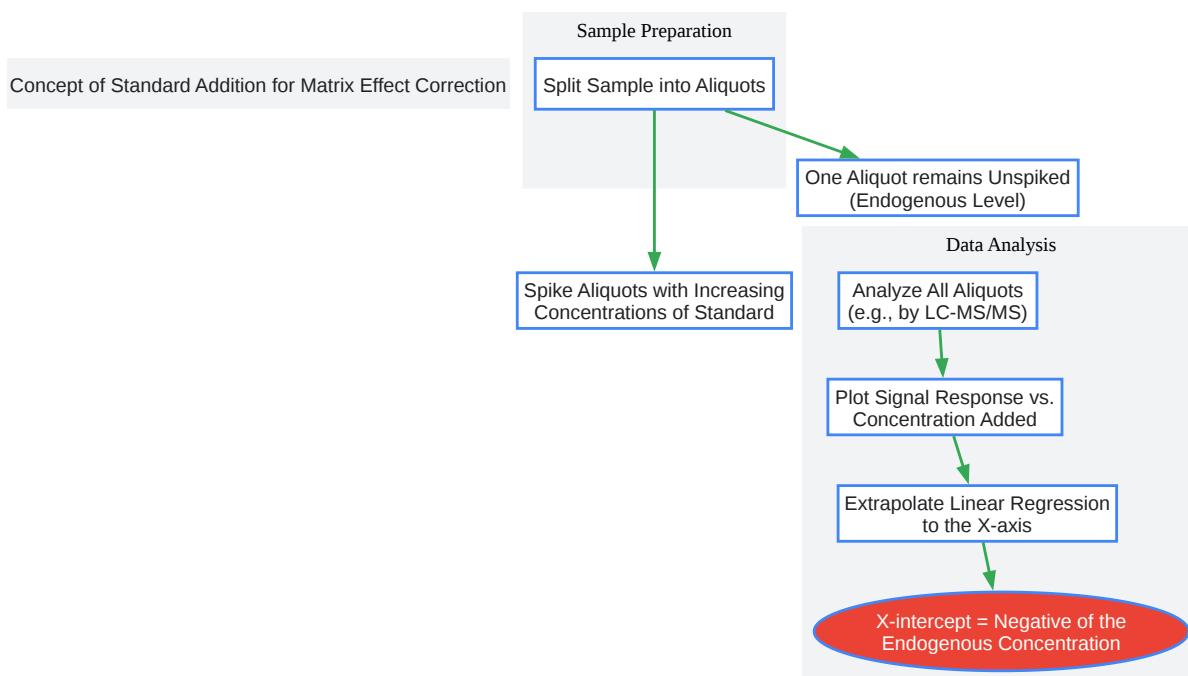 Concept of Standard Addition for Matrix Effect Correction
Sample Preparation
Split Sample into Aliquots
One Aliquot remains Unspiked
(Endogenous Level)
Spike Aliquots with Increasing
Concentrations of Standard
Data Analysis
Analyze All Aliquots
(e.g., by LC-MS/MS)
Plot Signal Response vs.
Concentration Added
Extrapolate Linear Regression
to the X-axis
X-intercept = Negative of the
Endogenous Concentration